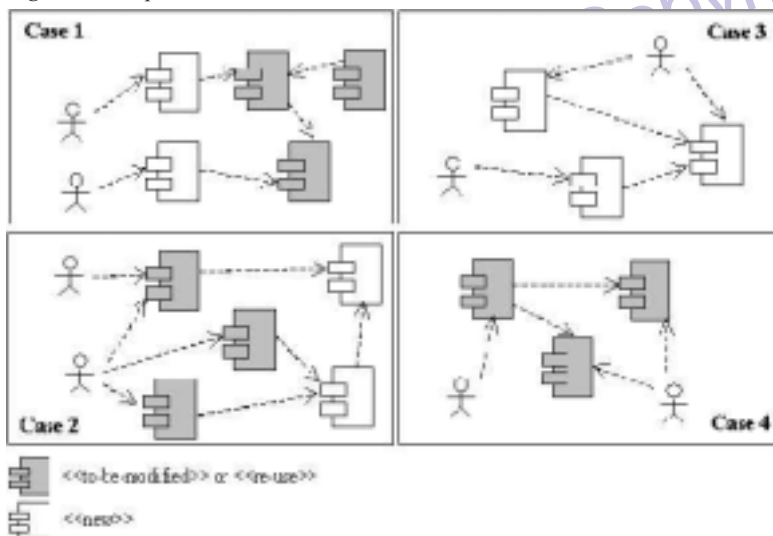 Case 1
Case 3
Case 2
Case 4
<<to-be-modified>> or <<re-use>>
<<new>>